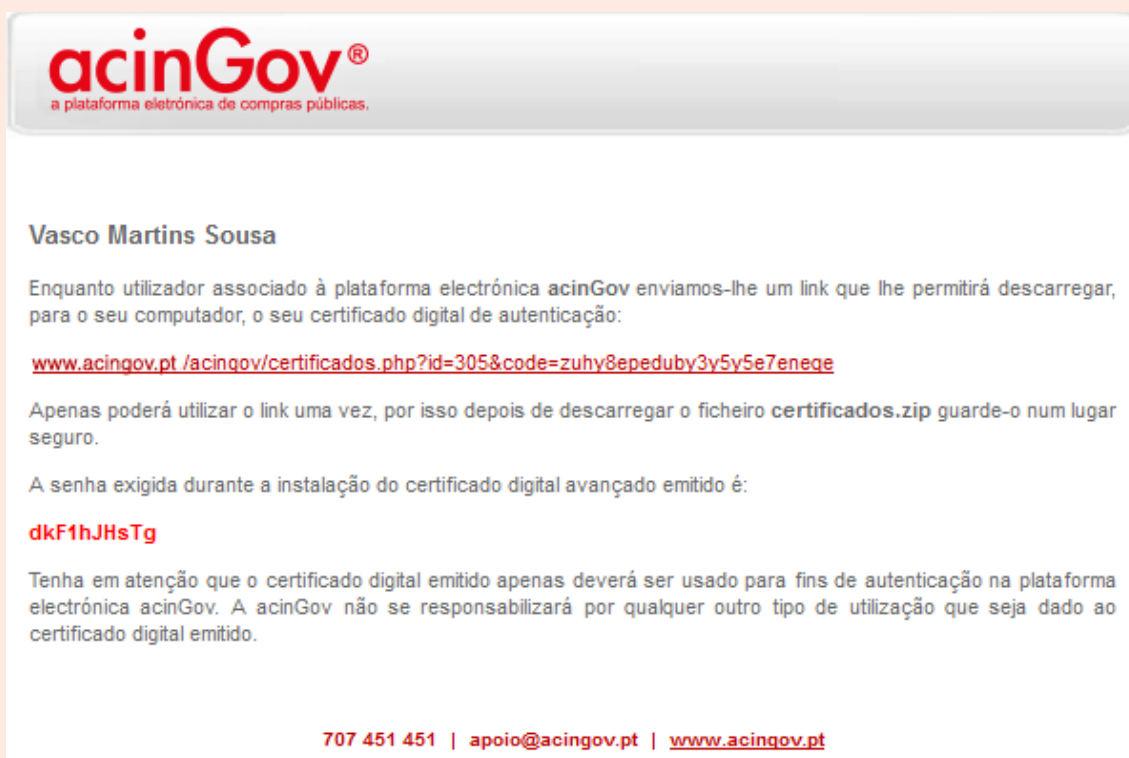 acinGov®
a plataforma eletrónica de compras públicas.
Vasco Martins Sousa
Enquanto utilizador associado à plataforma electrónica acinGov enviamos-lhe um link que lhe permitirá descarregar,
para o seu computador, o seu certificado digital de autenticação:
www.acingov.pt /acingov/certificados.php?id=305&code=zuhy8epeduby3y5y5e7eneqe
Apenas poderá utilizar o link uma vez, por isso depois de descarregar o ficheiro certificados.zip guarde-o num lugar
seguro.
A senha exigida durante a instalação do certificado digital avançado emitido é:
dkF1hJHsTg
Tenha em atenção que o certificado digital emitido apenas deverá ser usado para fins de autenticação na plataforma
electrónica acinGov. A acinGov não se responsabilizará por qualquer outro tipo de utilização que seja dado ao
certificado digital emitido.
707 451 451 | apoio@acingov.pt | www.acingov.pt